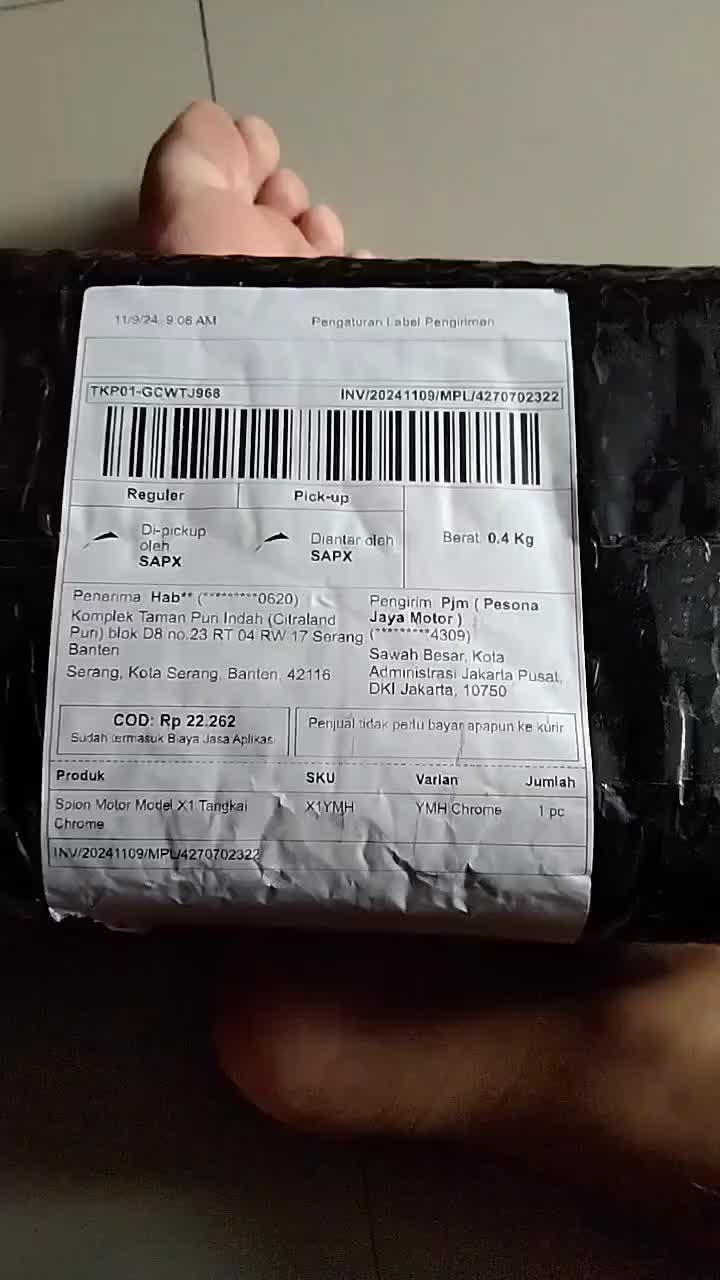 11/9/24, 9:06 AM Pengaturan Label Pengiriman
TKP01-GCWTJ968 INV/20241109/MPL/4270702322
Reguler Pick-up
Di-pickup oleh SAPX
Diantar oleh SAPX
Berat: 0,4 Kg
Penerima: Hab** (********0620)
Komplek Taman Puri Indah (Citraland
Puri) blok D8 no.23 RT 04 RW 17 Serang
Banten
Serang, Kota Serang, Banten, 42116
Pengirim: Pjm ( Pesona
Jaya Motor )
(********4309)
Sawah Besar, Kota
Administrasi Jakarta Pusat,
DKI Jakarta, 10750
COD: Rp 22.262
Sudah termasuk Biaya Jasa Aplikasi
Penjual tidak perlu bayar apapun ke kurir
Produk SKU Varian Jumlah
Spion Motor Model X1 Tangkai X1YMH YMH Chrome 1 pc
Chrome
INV/20241109/MPL/4270702322